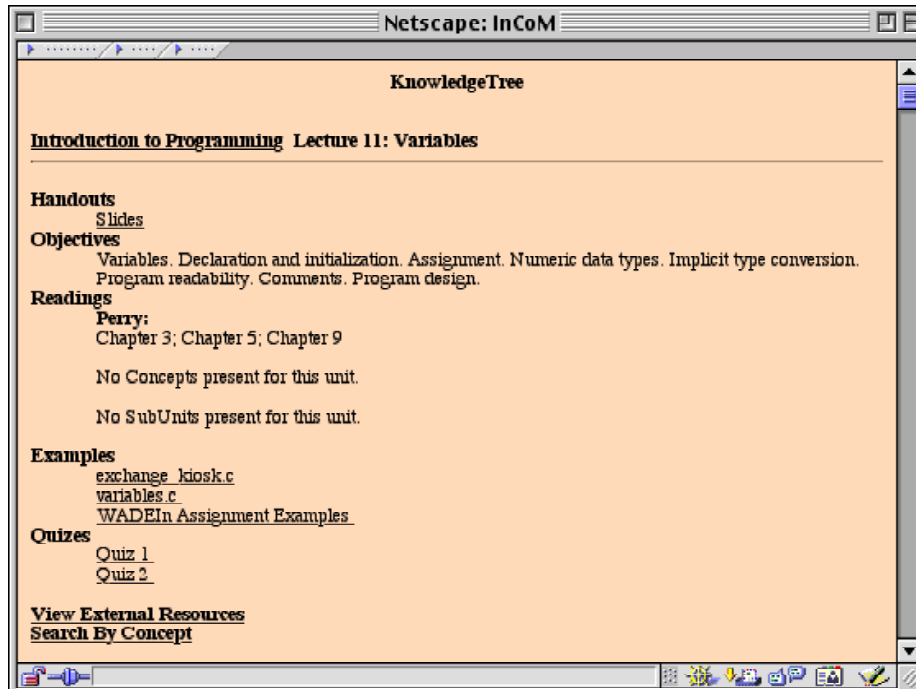 Netscape: InCoM
KnowledgeTree
Introduction to Programming Lecture 11: Variables
Handouts
Slides
Objectives
Variables. Declaration and initialization. Assignment. Numeric data types. Implicit type conversion.
Program readability. Comments. Program design.
Readings
Perry:
Chapter 3; Chapter 5; Chapter 9
No Concepts present for this unit.
No SubUnits present for this unit.
Examples
exchange_kiosk.c
variables.c
WADEIn Assignment Examples
Quizes
Quiz 1
Quiz 2
View External Resources
Search By Concept